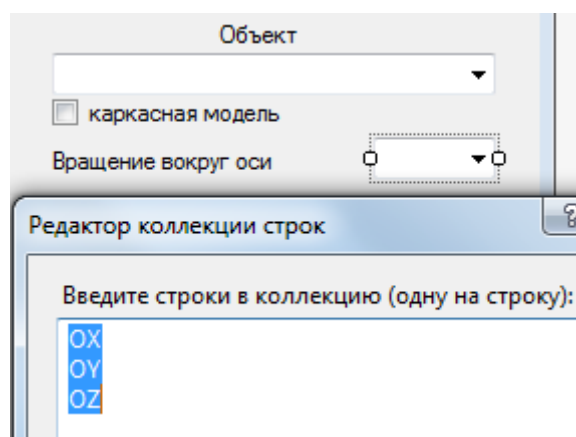 Объект
каркасная модель
Вращение вокруг оси
Редактор коллекции строк
?
Введите строки в коллекцию (одну на строку):
OX
OY
OZ